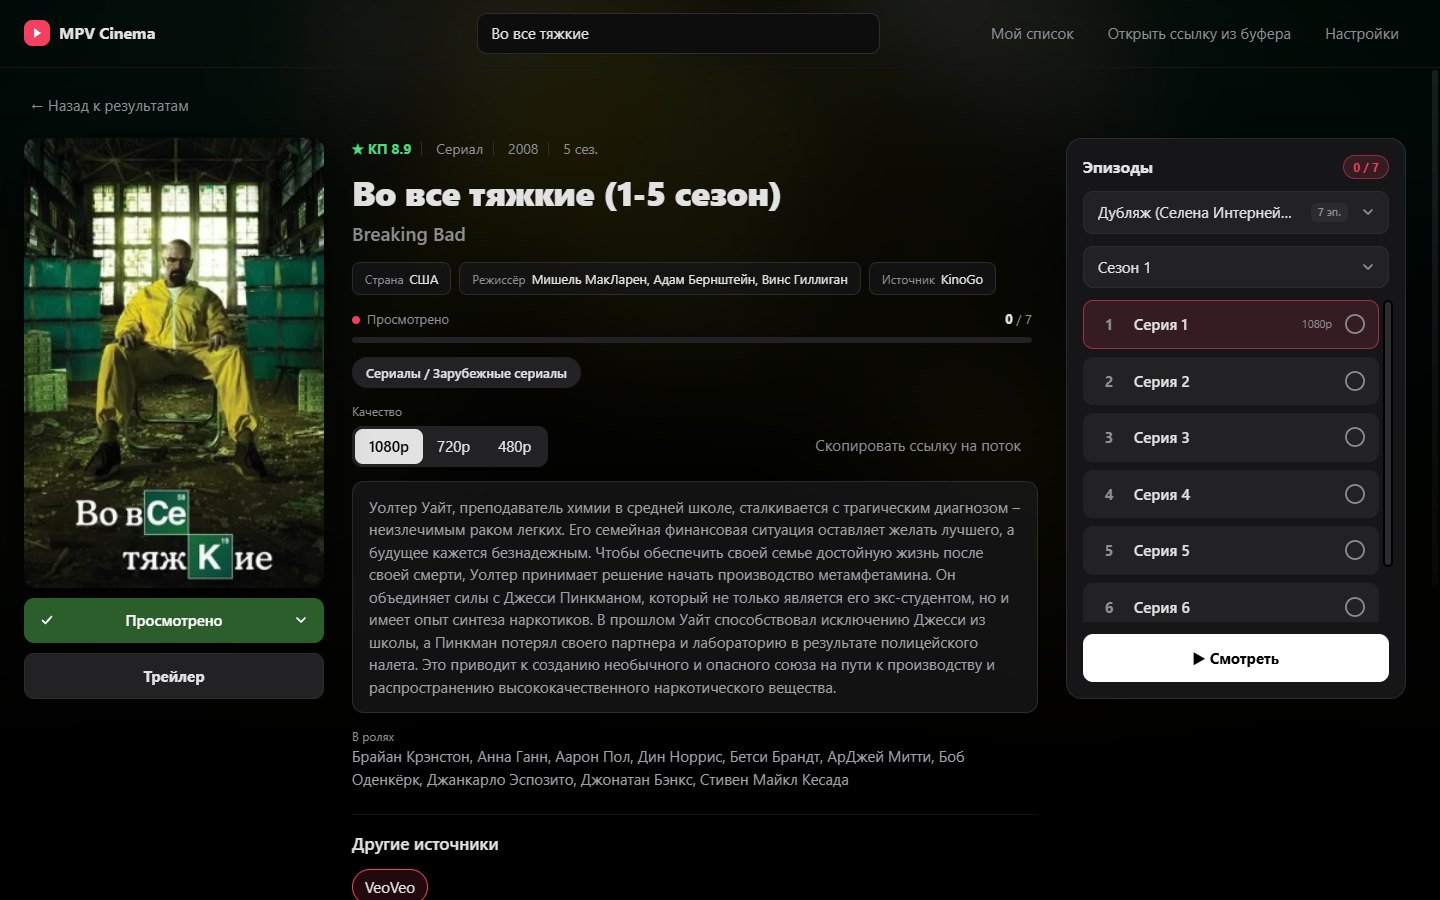 MPV Cinema
Во все тяжкие
Мой список
Открыть ссылку из буфера
Настройки
← Назад к результатам
Во вCe
58
тяжKие
19
✓ Просмотрено
Трейлер
★ КП 8.9
Сериал
2008
5 сез.
Во все тяжкие (1-5 сезон)
Breaking Bad
Страна США
Режиссёр Мишель МакЛарен, Адам Бернштейн, Винс Гиллиган
Источник KinoGo
Просмотрено
0 / 7
Сериалы / Зарубежные сериалы
Качество
1080p
720p
480p
Скопировать ссылку на поток
Уолтер Уайт, преподаватель химии в средней школе, сталкивается с трагическим диагнозом –
неизлечимым раком легких. Его семейная финансовая ситуация оставляет желать лучшего, а
будущее кажется безнадежным. Чтобы обеспечить своей семье достойную жизнь после
своей смерти, Уолтер принимает решение начать производство метамфетамина. Он
объединяет силы с Джесси Пинкманом, который не только является его экс-студентом, но и
имеет опыт синтеза наркотиков. В прошлом Уайт способствовал исключению Джесси из
школы, а Пинкман потерял своего партнера и лабораторию в результате полицейского
налета. Это приводит к созданию необычного и опасного союза на пути к производству и
распространению высококачественного наркотического вещества.
В ролях
Брайан Крэнстон, Анна Ганн, Аарон Пол, Дин Норрис, Бетси Брандт, АрДжей Митти, Боб
Оденкёрк, Джанкарло Эспозито, Джонатан Бэнкс, Стивен Майкл Кесада
Другие источники
VeoVeo
Эпизоды
0 / 7
Дубляж (Селена Интерней...
7 эп.
Сезон 1
1 Серия 1 1080p
2 Серия 2
3 Серия 3
4 Серия 4
5 Серия 5
6 Серия 6
▶ Смотреть